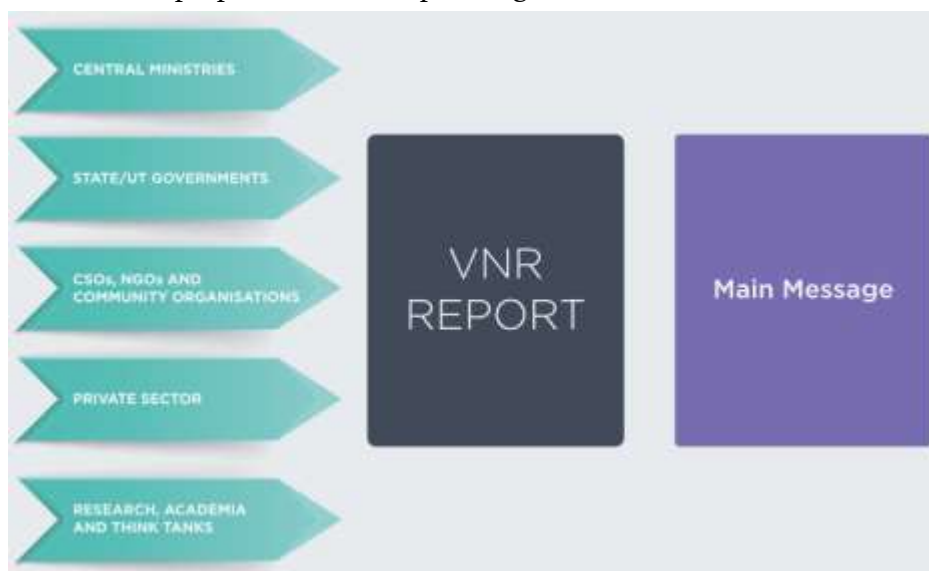 CENTRAL MINISTRIES
STATE/UT GOVERNMENTS
CSOs, NGOs AND
COMMUNITY ORGANISATIONS
PRIVATE SECTOR
RESEARCH, ACADEMIA
AND THINK TANKS
VNR
REPORT
Main Message